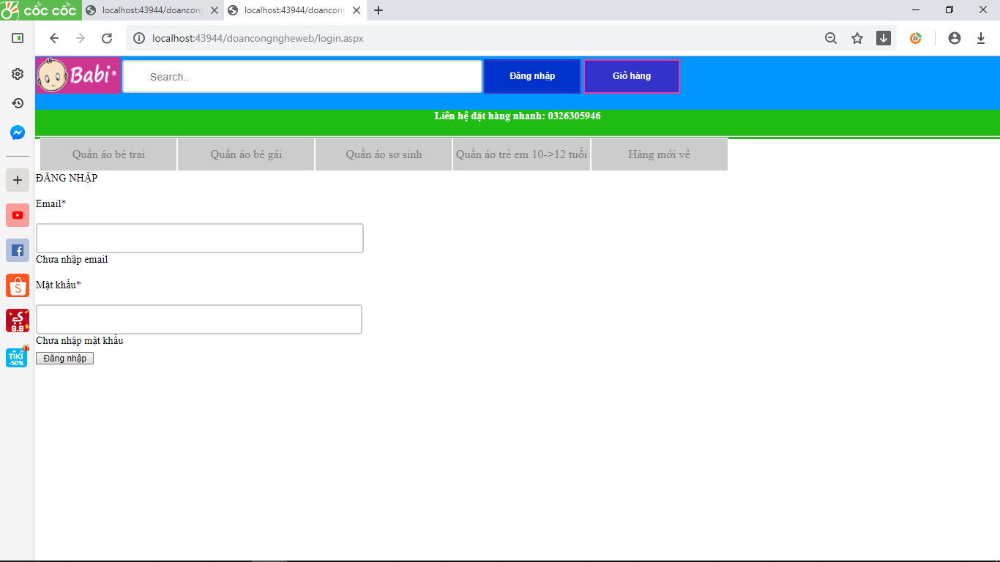 cốc cốc
localhost:43944/doancong
localhost:43944/doancong
localhost:43944/doancongngheweb/login.aspx
Babi®
Search..
Đăng nhập
Giỏ hàng
Liên hệ đặt hàng nhanh: 0326305946
Quần áo bé trai
Quần áo bé gái
Quần áo sơ sinh
Quần áo trẻ em 10->12 tuổi
Hàng mới về
ĐĂNG NHẬP
Email*
Chưa nhập email
Mật khẩu*
Chưa nhập mật khẩu
Đăng nhập
8.8
TIKI
-50%